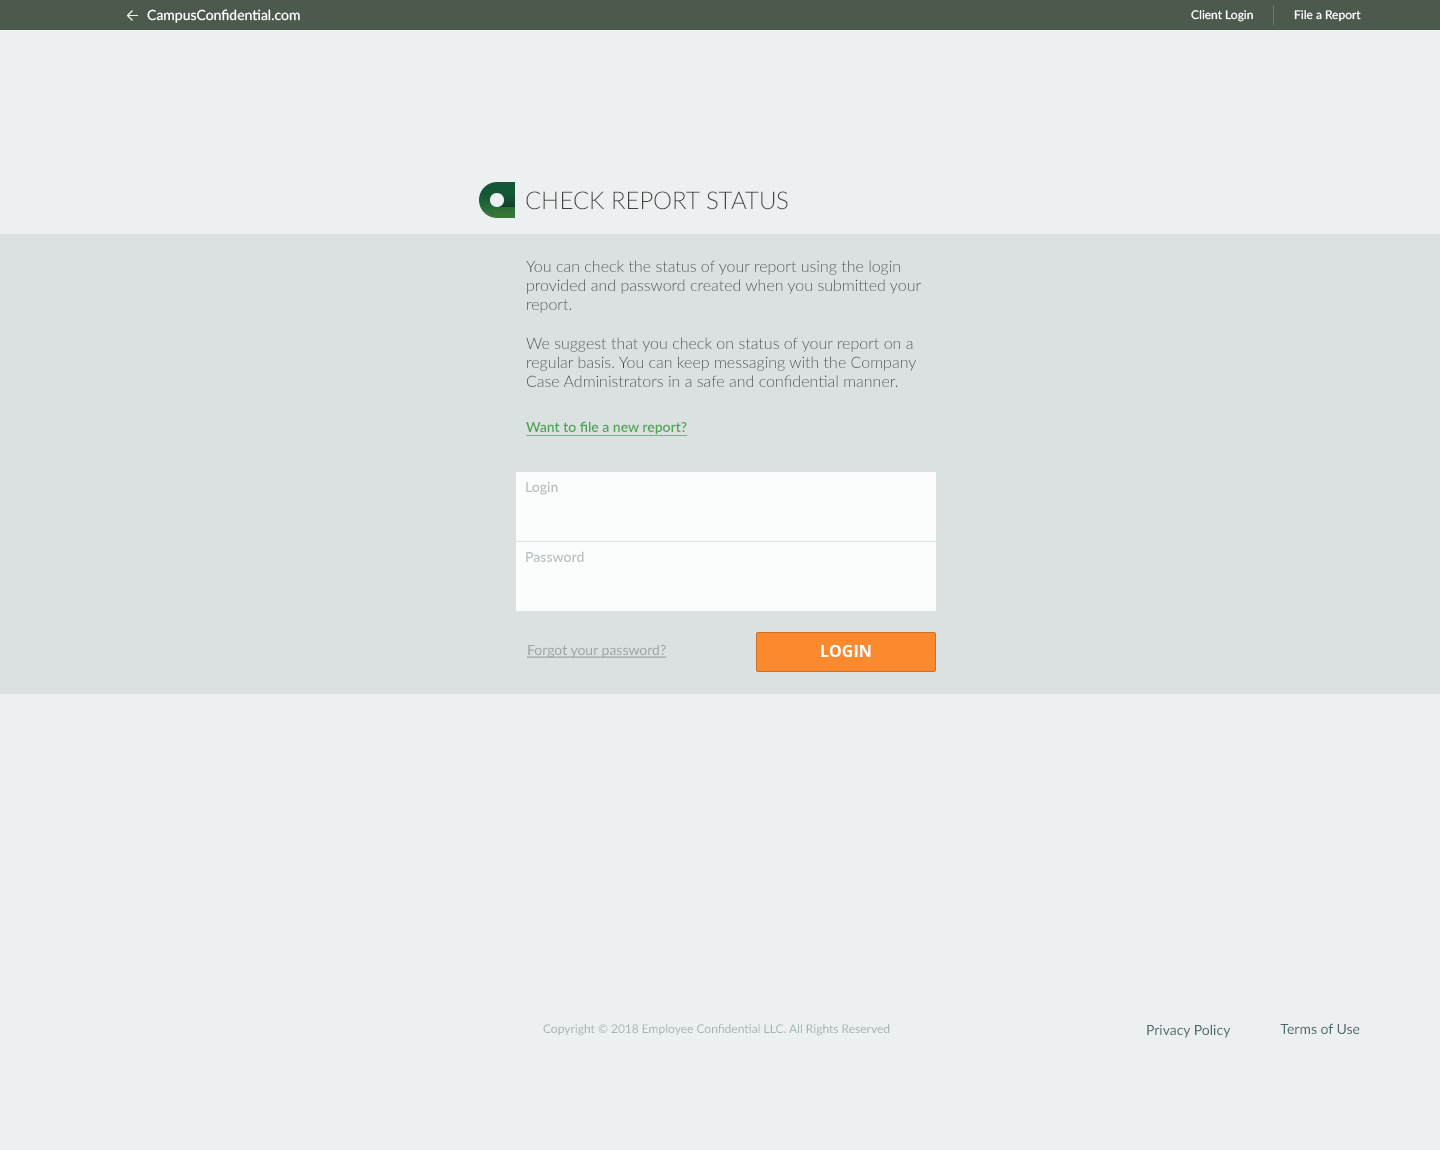 CampusConfidential.com
Client Login
File a Report
CHECK REPORT STATUS
You can check the status of your report using the login
provided and password created when you submitted your
report.
We suggest that you check on status of your report on a
regular basis. You can keep messaging with the Company
Case Administrators in a safe and confidential manner.
Want to file a new report?
Login
Password
Forgot your password?
LOGIN
Copyright © 2018 Employee Confidential LLC. All Rights Reserved
Privacy Policy
Terms of Use